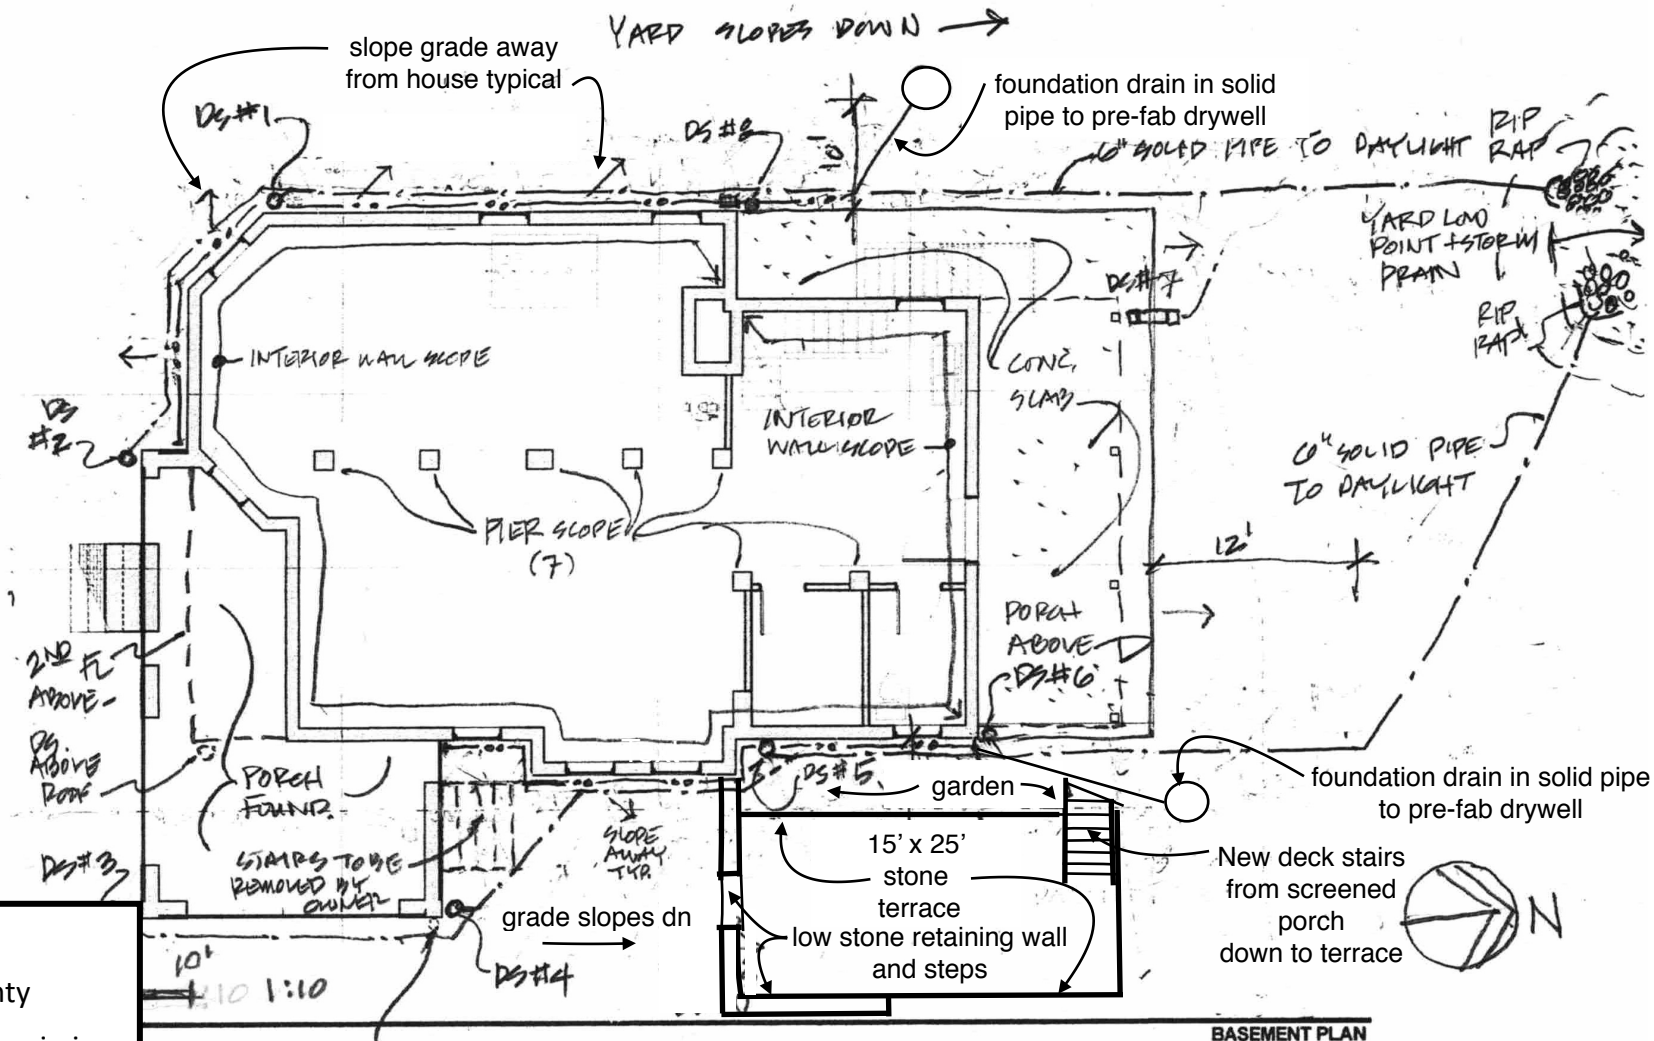 YARD SLOPES DOWN
slope grade away
from house typical
foundation drain in solid
pipe to pre-fab drywell
DS #1
DS #8
10'
6" SOLID PIPE TO DAYLIGHT
RIP
RAP
YARD LOW
POINT + STORM
DRAIN
DS #7
RIP
RAP
INTERIOR WALL SCOPE
CONC.
SLAB
DS
#2
INTERIOR
WALL SCOPE
6" SOLID PIPE
TO DAYLIGHT
PIER SCOPE
(7)
12'
2ND FL
ABOVE
PORCH
ABOVE
DS #6
DS
ABOVE
ROOF
PORCH
FOUND.
DS #5
garden
foundation drain in solid pipe
to pre-fab drywell
SLOPE
AWAY
TYP.
15' x 25'
stone
terrace
New deck stairs
from screened
porch
down to terrace
DS #3
STAIRS TO BE
REMOVED BY
OWNER
grade slopes dn
low stone retaining wall
and steps
N
DS #4
10'
1:10
BASEMENT PLAN